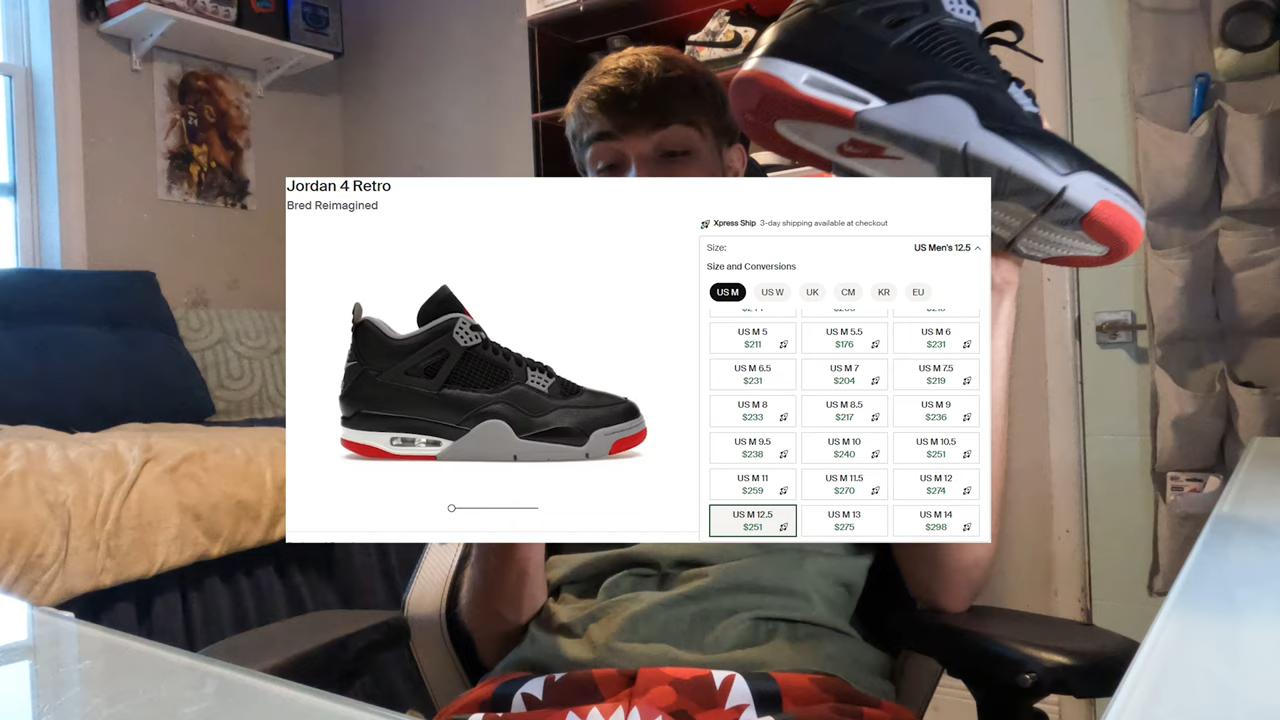 Jordan 4 Retro
Bred Reimagined
Xpress Ship 3-day shipping available at checkout
Size: US Men's 12.5
Size and Conversions
US M US W UK CM KR EU
US M 5 US M 5.5 US M 6
$211 $176 $231
US M 6.5 US M 7 US M 7.5
$231 $204 $219
US M 8 US M 8.5 US M 9
$233 $217 $236
US M 9.5 US M 10 US M 10.5
$238 $240 $251
US M 11 US M 11.5 US M 12
$259 $270 $274
US M 12.5 US M 13 US M 14
$251 $275 $298
24